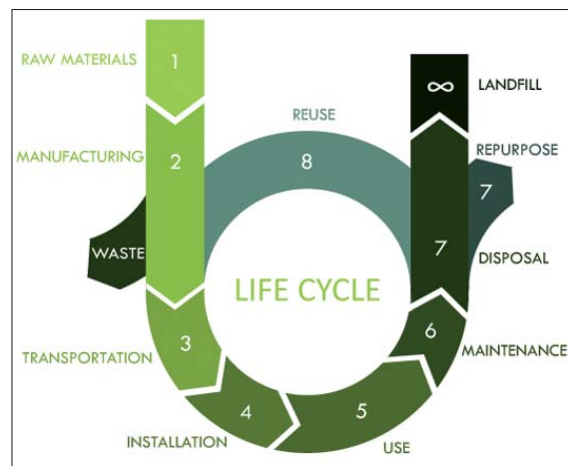 RAW MATERIALS
1
∞
LANDFILL
REUSE
MANUFACTURING
2
8
REPURPOSE
7
WASTE
7
DISPOSAL
LIFE CYCLE
3
6
TRANSPORTATION
MAINTENANCE
4
5
INSTALLATION
USE